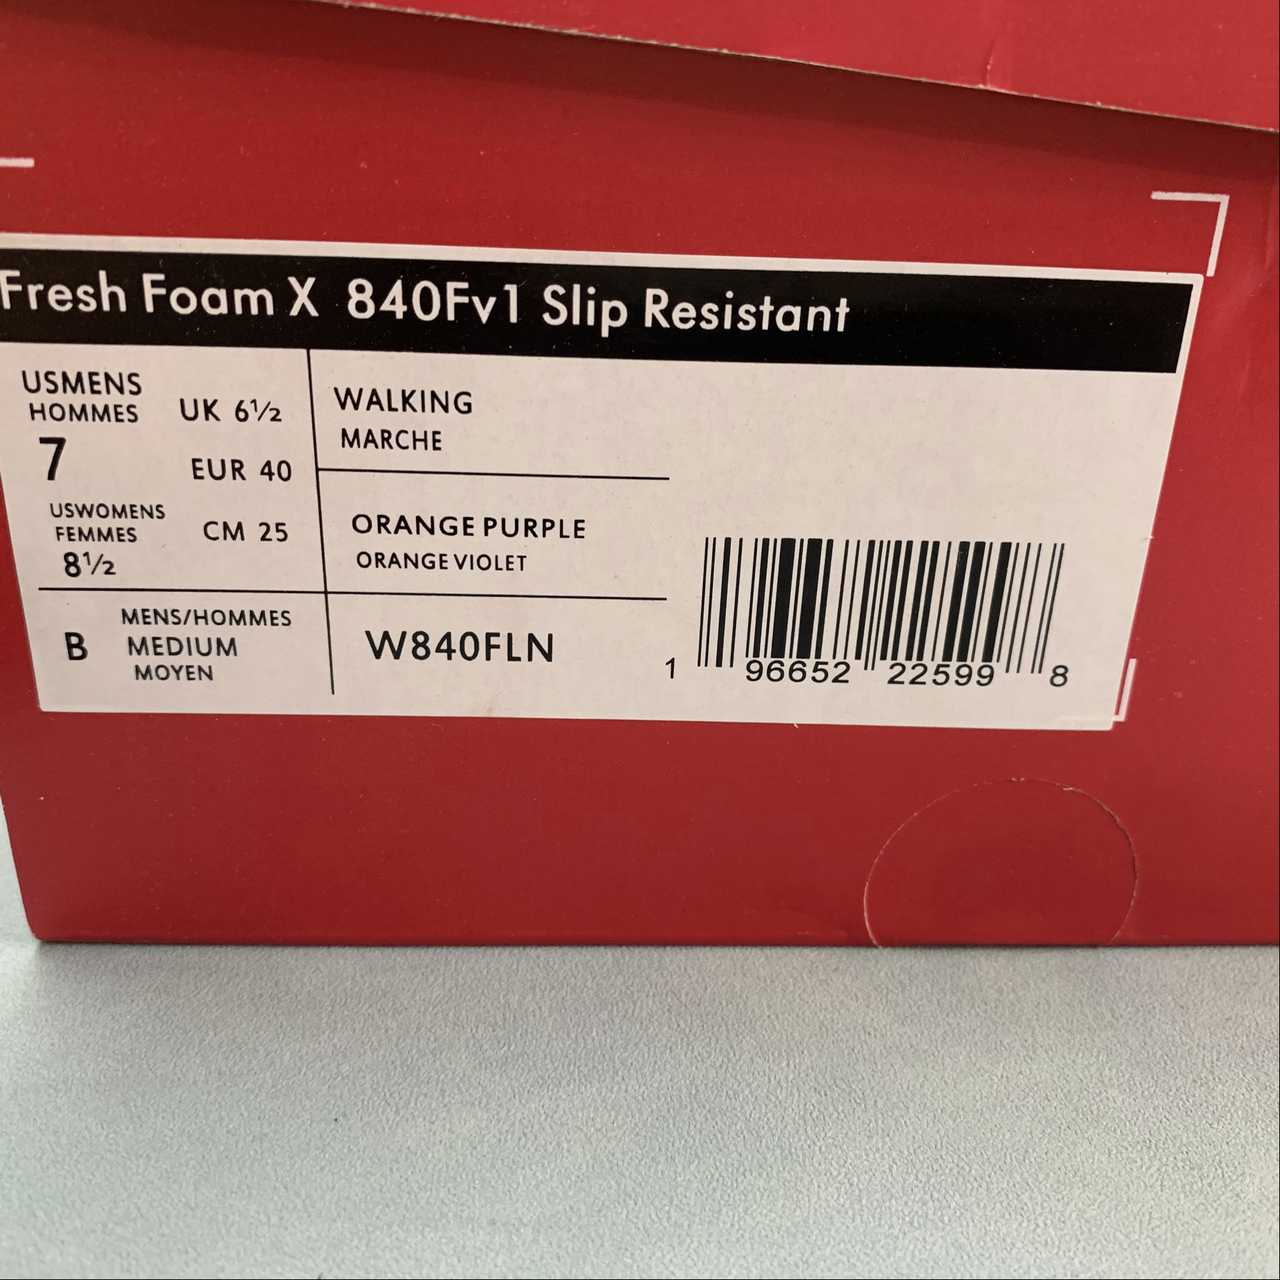 Fresh Foam X 840Fv1 Slip Resistant
USMENS
HOMMES
7
UK 6½
EUR 40
USWOMENS
FEMMES
8½
CM 25
B
MENS/HOMMES
MEDIUM
MOYEN
WALKING
MARCHE
ORANGE PURPLE
ORANGE VIOLET
W840FLN
1 96652 22599 8